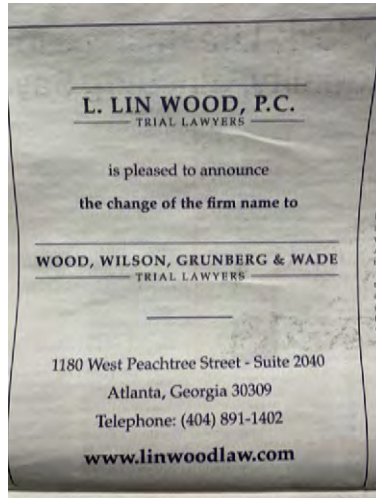 L. LIN WOOD, P.C.
TRIAL LAWYERS
is pleased to announce
the change of the firm name to
WOOD, WILSON, GRUNBERG & WADE
TRIAL LAWYERS
1180 West Peachtree Street - Suite 2040
Atlanta, Georgia 30309
Telephone: (404) 891-1402
www.linwoodlaw.com